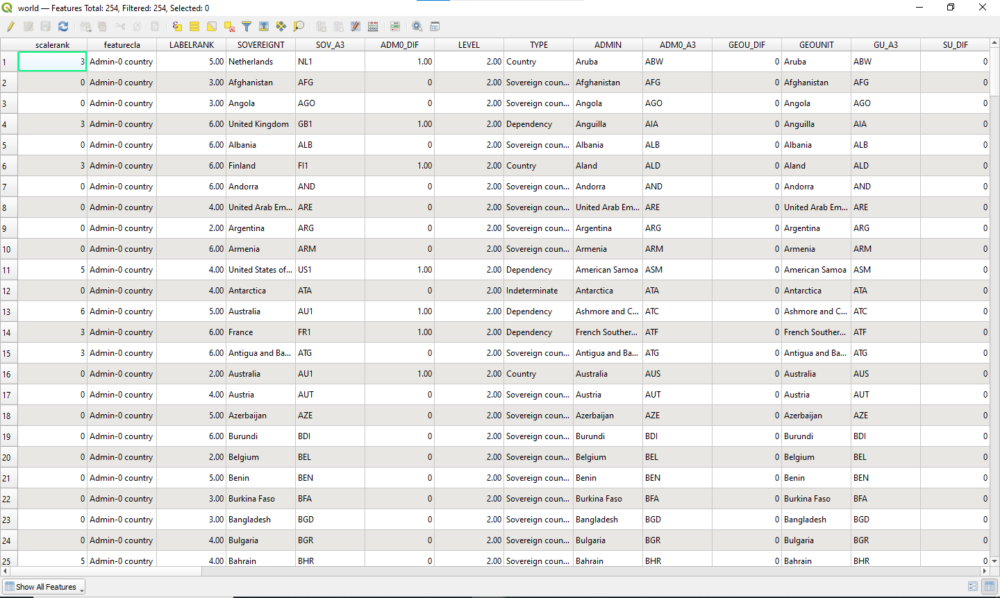 world — Features Total: 254, Filtered: 254, Selected: 0
scalerank featurecla LABELRANK SOVEREIGNT SOV_A3 ADM0_DIF LEVEL TYPE ADMIN ADM0_A3 GEOU_DIF GEOUNIT GU_A3 SU_DIF
1 3 Admin-0 country 5.00 Netherlands NL1 1.00 2.00 Country Aruba ABW 0 Aruba ABW 0
2 0 Admin-0 country 3.00 Afghanistan AFG 0 2.00 Sovereign coun... Afghanistan AFG 0 Afghanistan AFG 0
3 0 Admin-0 country 3.00 Angola AGO 0 2.00 Sovereign coun... Angola AGO 0 Angola AGO 0
4 3 Admin-0 country 6.00 United Kingdom GB1 1.00 2.00 Dependency Anguilla AIA 0 Anguilla AIA 0
5 0 Admin-0 country 6.00 Albania ALB 0 2.00 Sovereign coun... Albania ALB 0 Albania ALB 0
6 3 Admin-0 country 6.00 Finland FI1 1.00 2.00 Country Aland ALD 0 Aland ALD 0
7 0 Admin-0 country 6.00 Andorra AND 0 2.00 Sovereign coun... Andorra AND 0 Andorra AND 0
8 0 Admin-0 country 4.00 United Arab Em... ARE 0 2.00 Sovereign coun... United Arab Em... ARE 0 United Arab Em... ARE 0
9 0 Admin-0 country 2.00 Argentina ARG 0 2.00 Sovereign coun... Argentina ARG 0 Argentina ARG 0
10 0 Admin-0 country 6.00 Armenia ARM 0 2.00 Sovereign coun... Armenia ARM 0 Armenia ARM 0
11 5 Admin-0 country 4.00 United States of... US1 1.00 2.00 Dependency American Samoa ASM 0 American Samoa ASM 0
12 0 Admin-0 country 4.00 Antarctica ATA 0 2.00 Indeterminate Antarctica ATA 0 Antarctica ATA 0
13 6 Admin-0 country 5.00 Australia AU1 1.00 2.00 Dependency Ashmore and C... ATC 0 Ashmore and C... ATC 0
14 3 Admin-0 country 6.00 France FR1 1.00 2.00 Dependency French Souther... ATF 0 French Souther... ATF 0
15 3 Admin-0 country 6.00 Antigua and Ba... ATG 0 2.00 Sovereign coun... Antigua and Ba... ATG 0 Antigua and Ba... ATG 0
16 0 Admin-0 country 2.00 Australia AU1 1.00 2.00 Country Australia AUS 0 Australia AUS 0
17 0 Admin-0 country 4.00 Austria AUT 0 2.00 Sovereign coun... Austria AUT 0 Austria AUT 0
18 0 Admin-0 country 5.00 Azerbaijan AZE 0 2.00 Sovereign coun... Azerbaijan AZE 0 Azerbaijan AZE 0
19 0 Admin-0 country 6.00 Burundi BDI 0 2.00 Sovereign coun... Burundi BDI 0 Burundi BDI 0
20 0 Admin-0 country 2.00 Belgium BEL 0 2.00 Sovereign coun... Belgium BEL 0 Belgium BEL 0
21 0 Admin-0 country 5.00 Benin BEN 0 2.00 Sovereign coun... Benin BEN 0 Benin BEN 0
22 0 Admin-0 country 3.00 Burkina Faso BFA 0 2.00 Sovereign coun... Burkina Faso BFA 0 Burkina Faso BFA 0
23 0 Admin-0 country 3.00 Bangladesh BGD 0 2.00 Sovereign coun... Bangladesh BGD 0 Bangladesh BGD 0
24 0 Admin-0 country 4.00 Bulgaria BGR 0 2.00 Sovereign coun... Bulgaria BGR 0 Bulgaria BGR 0
25 5 Admin-0 country 4.00 Bahrain BHR 0 2.00 Sovereign coun... Bahrain BHR 0 Bahrain BHR 0
Show All Features